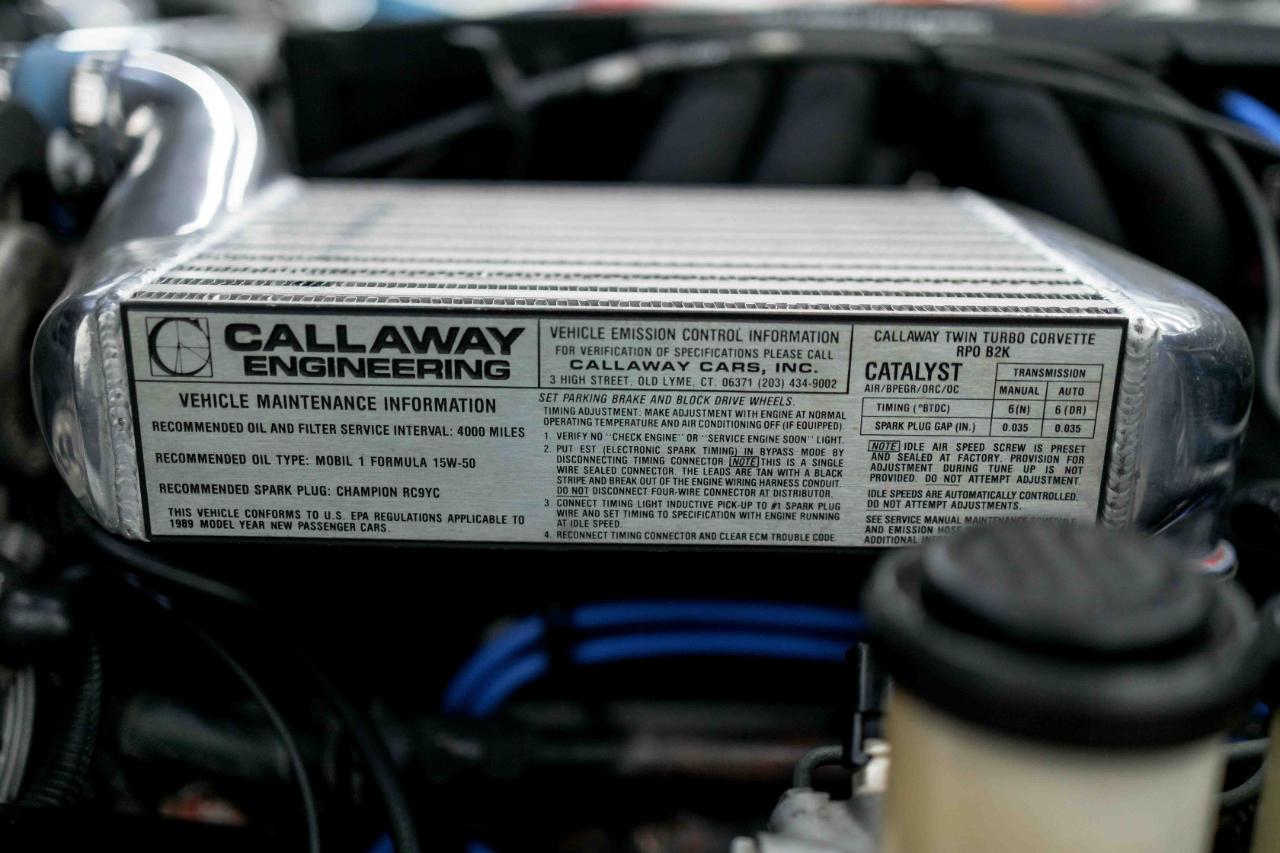 CALLAWAY
ENGINEERING
VEHICLE MAINTENANCE INFORMATION
RECOMMENDED OIL AND FILTER SERVICE INTERVAL: 4000 MILES
RECOMMENDED OIL TYPE: MOBIL 1 FORMULA 15W-50
RECOMMENDED SPARK PLUG: CHAMPION RC9YC
THIS VEHICLE CONFORMS TO U.S. EPA REGULATIONS APPLICABLE TO
1989 MODEL YEAR NEW PASSENGER CARS.
VEHICLE EMISSION CONTROL INFORMATION
FOR VERIFICATION OF SPECIFICATIONS PLEASE CALL
CALLAWAY CARS, INC.
3 HIGH STREET, OLD LYME, CT. 06371 (203) 434-9002
SET PARKING BRAKE AND BLOCK DRIVE WHEELS.
TIMING ADJUSTMENT: MAKE ADJUSTMENT WITH ENGINE AT NORMAL
OPERATING TEMPERATURE AND AIR CONDITIONING OFF (IF EQUIPPED).
1. VERIFY NO "CHECK ENGINE" OR "SERVICE ENGINE SOON" LIGHT.
2. PUT EST (ELECTRONIC SPARK TIMING) IN BYPASS MODE BY
DISCONNECTING TIMING CONNECTOR. NOTE THIS IS A SINGLE
WIRE SEALED CONNECTOR. THE LEADS ARE TAN WITH A BLACK
STRIPE AND BREAK OUT OF THE ENGINE WIRING HARNESS CONDUIT.
DO NOT DISCONNECT FOUR-WIRE CONNECTOR AT DISTRIBUTOR.
3 CONNECT TIMING LIGHT INDUCTIVE PICK-UP TO #1 SPARK PLUG
WIRE AND SET TIMING TO SPECIFICATION WITH ENGINE RUNNING
AT IDLE SPEED.
4. RECONNECT TIMING CONNECTOR AND CLEAR ECM TROUBLE CODE.
CALLAWAY TWIN TURBO CORVETTE
RPO B2K
CATALYST
AIR/BPEGR/ORC/OC
TRANSMISSION
MANUAL AUTO
TIMING (°BTDC) 6(N) 6 (DR)
SPARK PLUG GAP (IN.) 0.035 0.035
NOTE IDLE AIR SPEED SCREW IS PRESET
AND SEALED AT FACTORY. PROVISION FOR
ADJUSTMENT DURING TUNE UP IS NOT
PROVIDED. DO NOT ATTEMPT ADJUSTMENT.
IDLE SPEEDS ARE AUTOMATICALLY CONTROLLED.
DO NOT ATTEMPT ADJUSTMENTS.
SEE SERVICE MANUAL MAINTENANCE SCHEDULE
AND EMISSION HOSE
ADDITIONAL